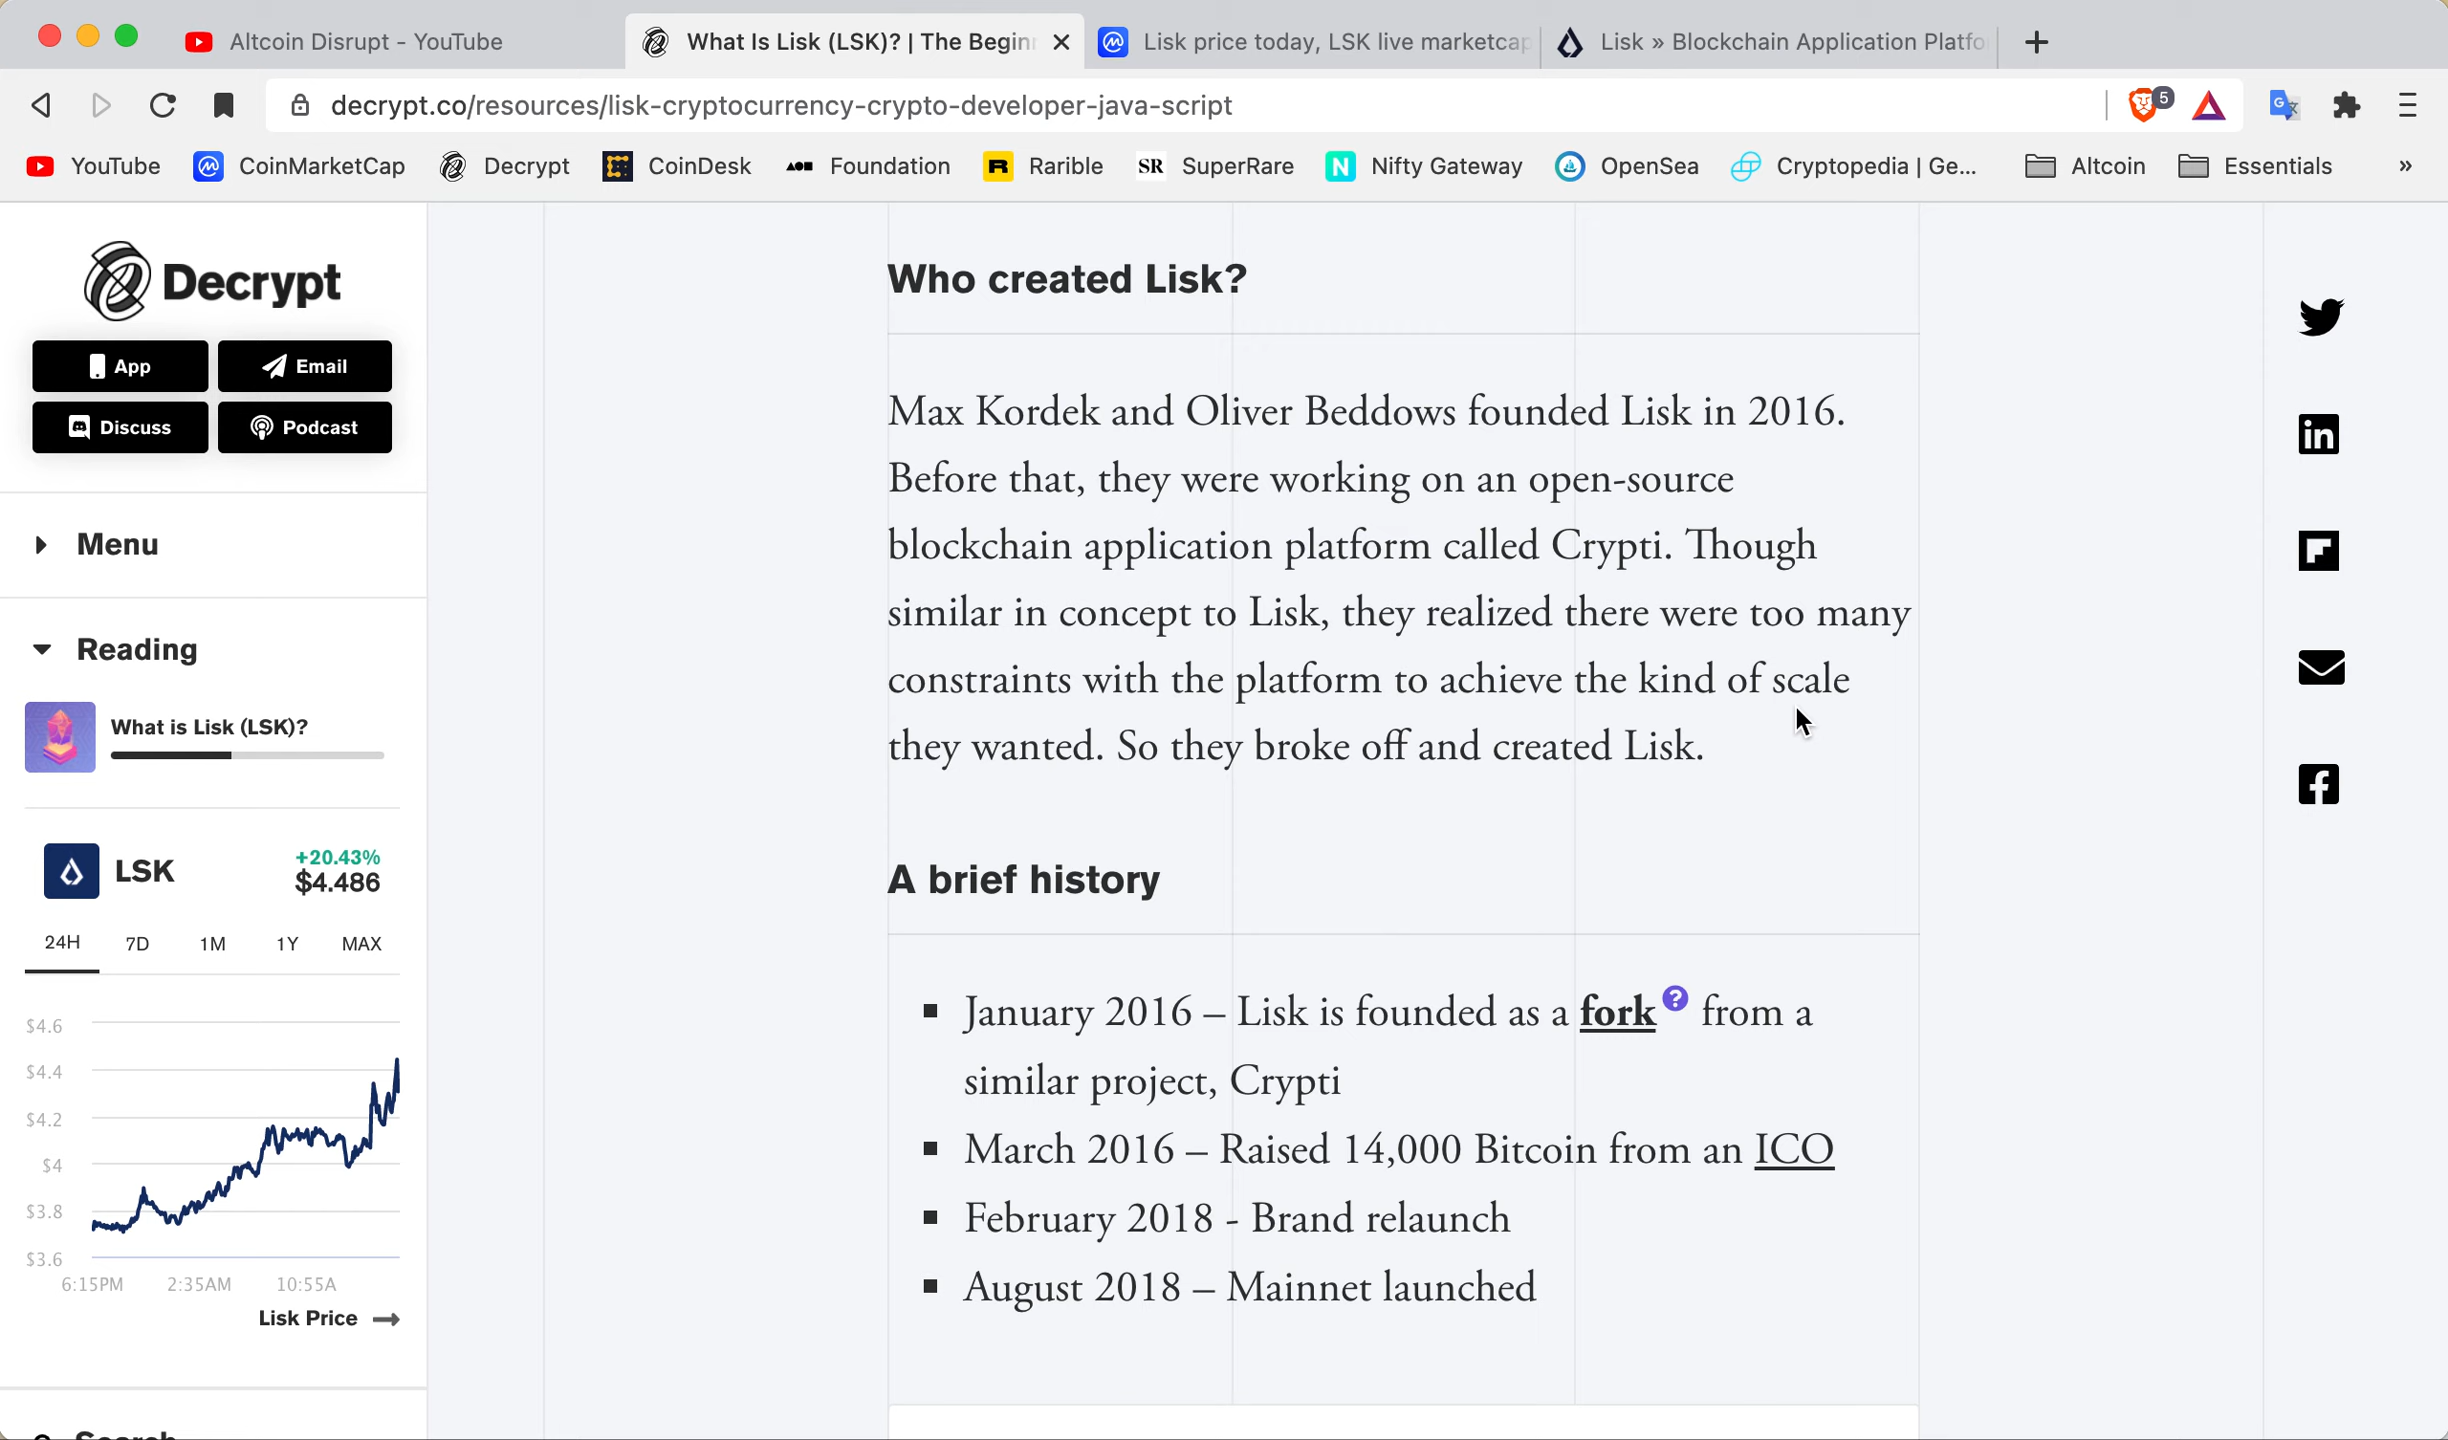 Altcoin Disrupt - YouTube
What Is Lisk (LSK)? | The Begin
Lisk price today, LSK live marketcap
Lisk » Blockchain Application Platfo
decrypt.co/resources/lisk-cryptocurrency-crypto-developer-java-script
5
YouTube
CoinMarketCap
Decrypt
CoinDesk
Foundation
Rarible
SR SuperRare
Nifty Gateway
OpenSea
Cryptopedia | Ge...
Altcoin
Essentials
»
Decrypt
App
Email
Discuss
Podcast
Menu
Reading
What is Lisk (LSK)?
LSK
+20.43%
$4.486
24H 7D 1M 1Y MAX
$4.6
$4.4
$4.2
$4
$3.8
$3.6
6:15PM 2:35AM 10:55A
Lisk Price
Search
Who created Lisk?
Max Kordek and Oliver Beddows founded Lisk in 2016.
Before that, they were working on an open-source
blockchain application platform called Crypti. Though
similar in concept to Lisk, they realized there were too many
constraints with the platform to achieve the kind of scale
they wanted. So they broke off and created Lisk.
A brief history
January 2016 – Lisk is founded as a fork ? from a
similar project, Crypti
March 2016 – Raised 14,000 Bitcoin from an ICO
February 2018 - Brand relaunch
August 2018 – Mainnet launched